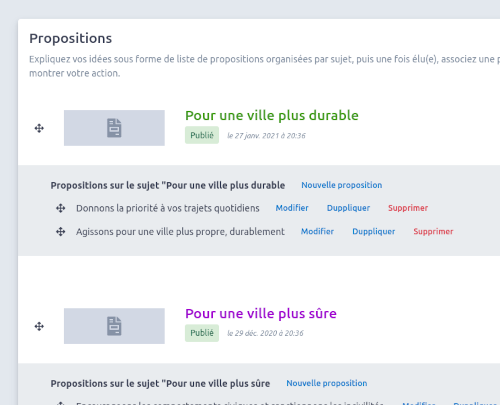 Propositions
Expliquez vos idées sous forme de liste de propositions organisées par sujet, puis une fois élu(e), associez une
montrer votre action.
Pour une ville plus durable
Publié le 27 janv. 2021 à 20:36
Propositions sur le sujet "Pour une ville plus durable Nouvelle proposition
Donnons la priorité à vos trajets quotidiens Modifier Duppliquer Supprimer
Agissons pour une ville plus propre, durablement Modifier Duppliquer Supprimer
Pour une ville plus sûre
Publié le 29 déc. 2020 à 20:36
Propositions sur le sujet "Pour une ville plus sûre Nouvelle proposition